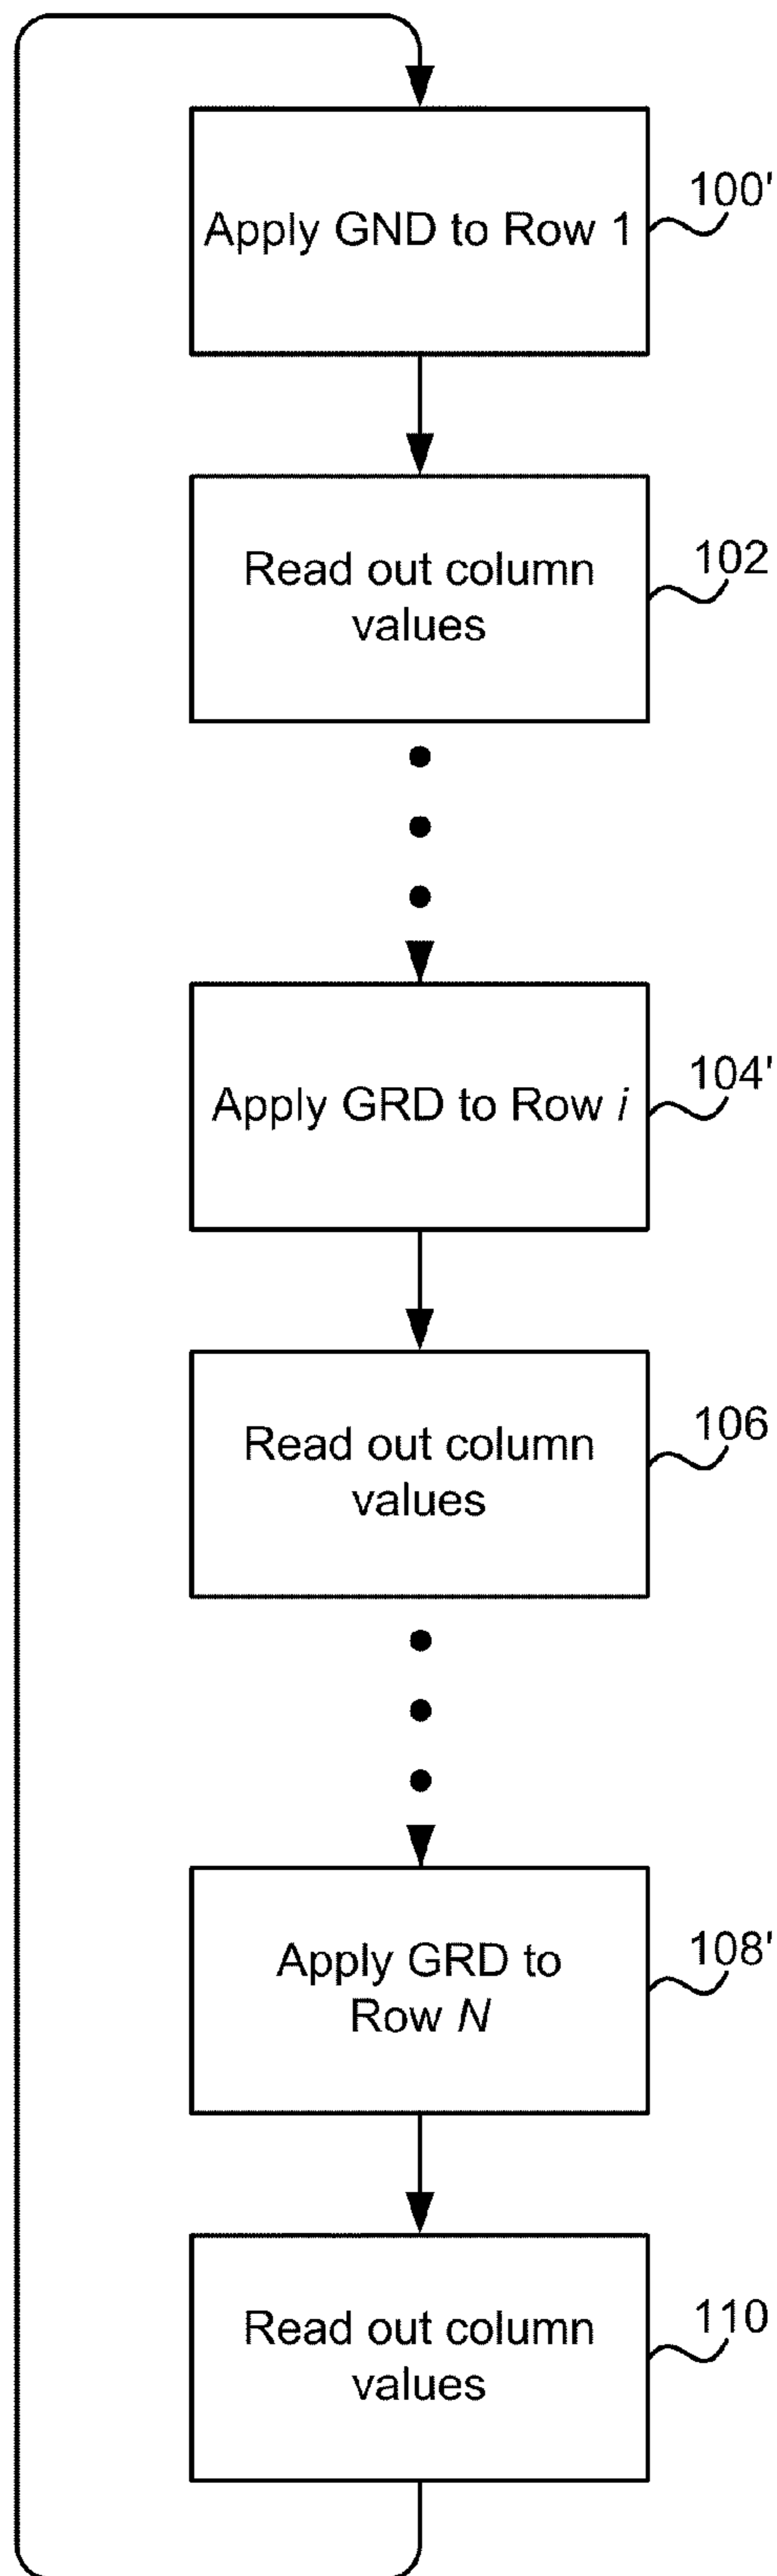 Apply GND to Row 1
100'
Read out column
values
102
Apply GRD to Row i
104'
Read out column
values
106
Apply GRD to
Row N
108'
Read out column
values
110